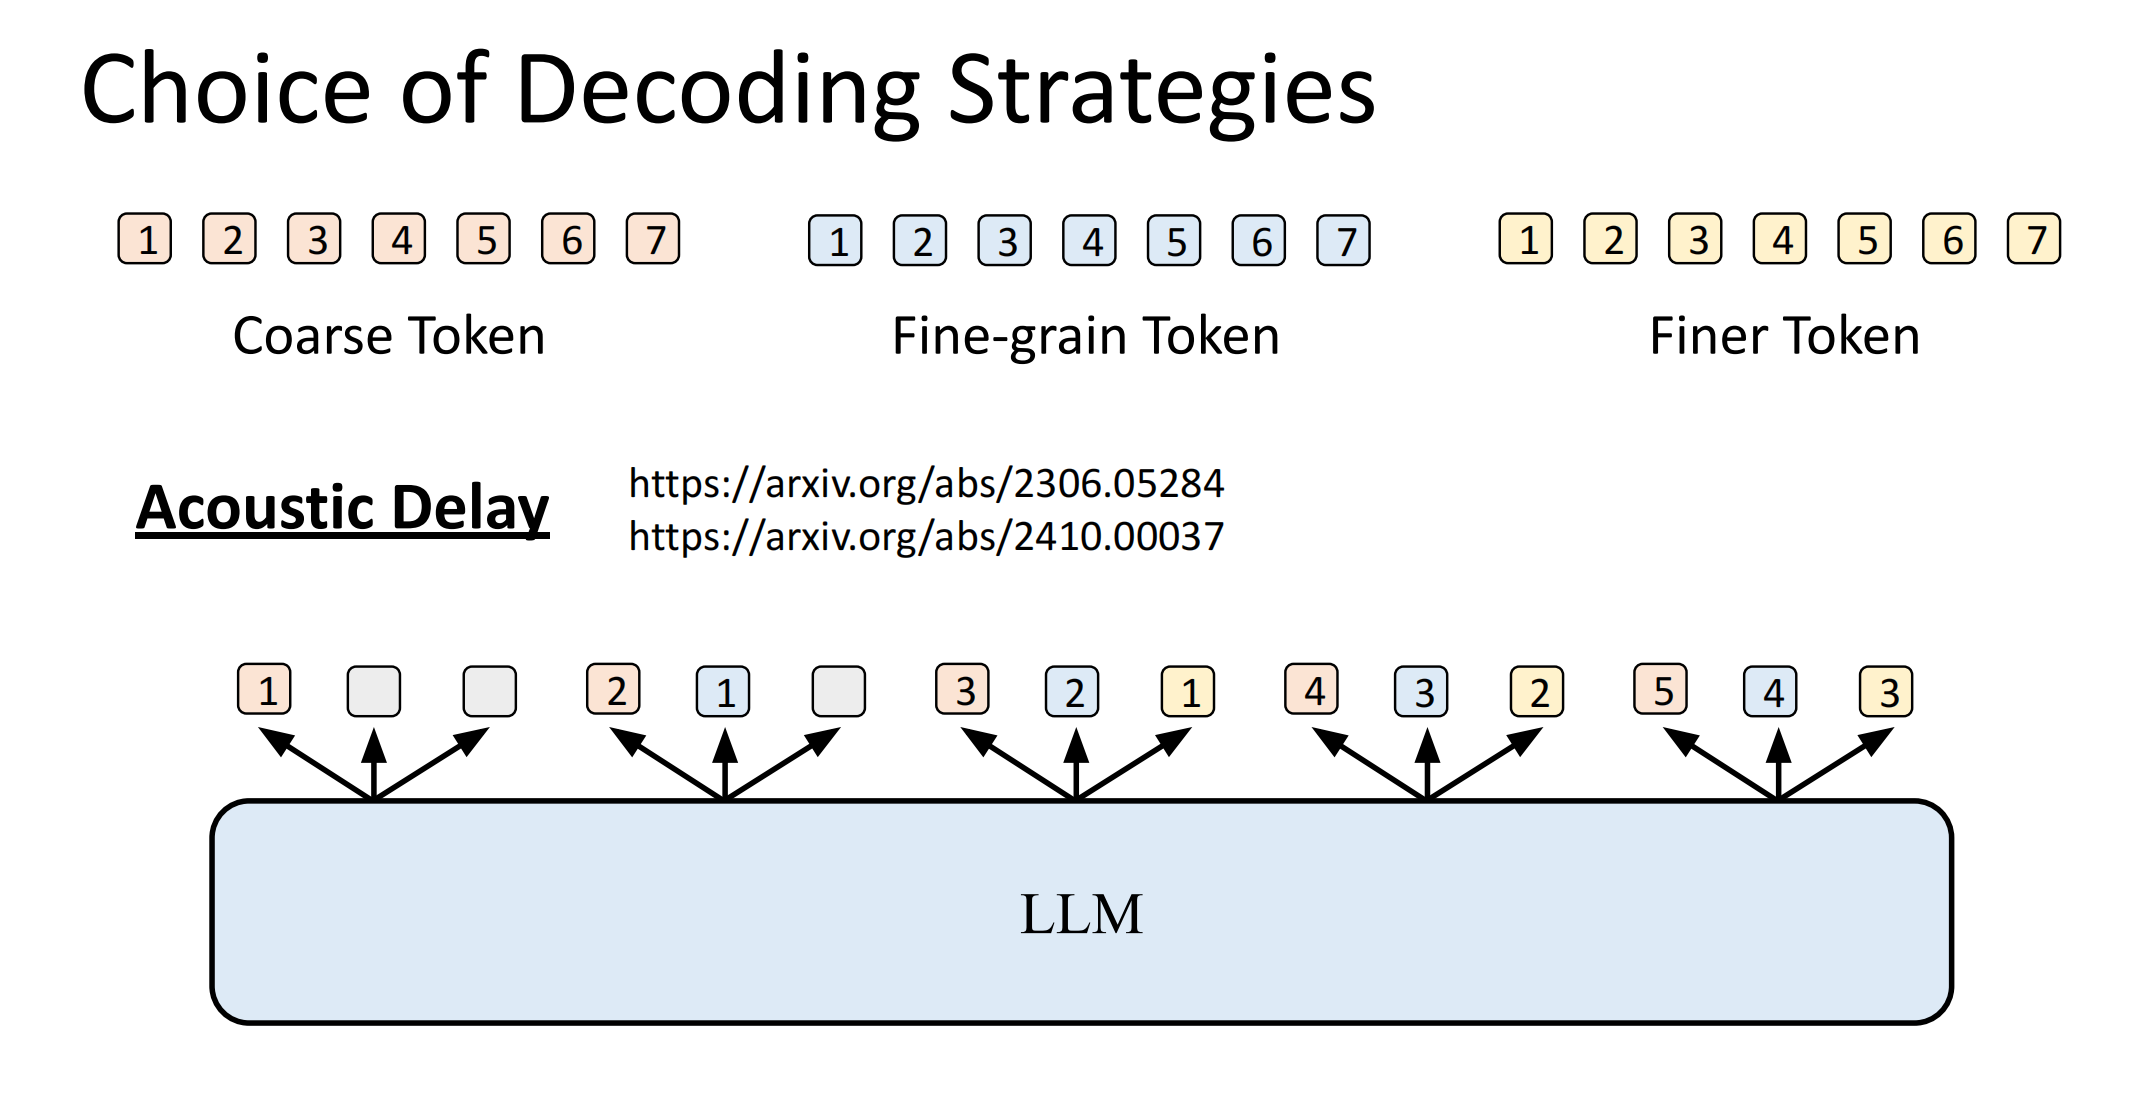 Choice of Decoding Strategies
1 2 3 4 5 6 7
1 2 3 4 5 6 7
1 2 3 4 5 6 7
Coarse Token
Fine-grain Token
Finer Token
Acoustic Delay
https://arxiv.org/abs/2306.05284
https://arxiv.org/abs/2410.00037
1 2 1 3 2 1 4 3 2 5 4 3
LLM